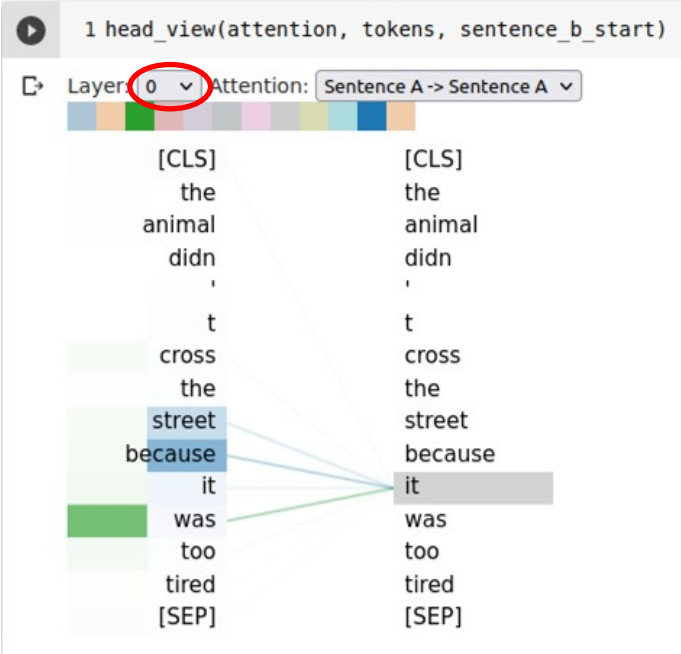 1 head_view(attention, tokens, sentence_b_start)
Layer: 0 Attention: Sentence A -> Sentence A
[CLS] [CLS]
the the
animal animal
didn didn
' '
t t
cross cross
the the
street street
because because
it it
was was
too too
tired tired
[SEP] [SEP]